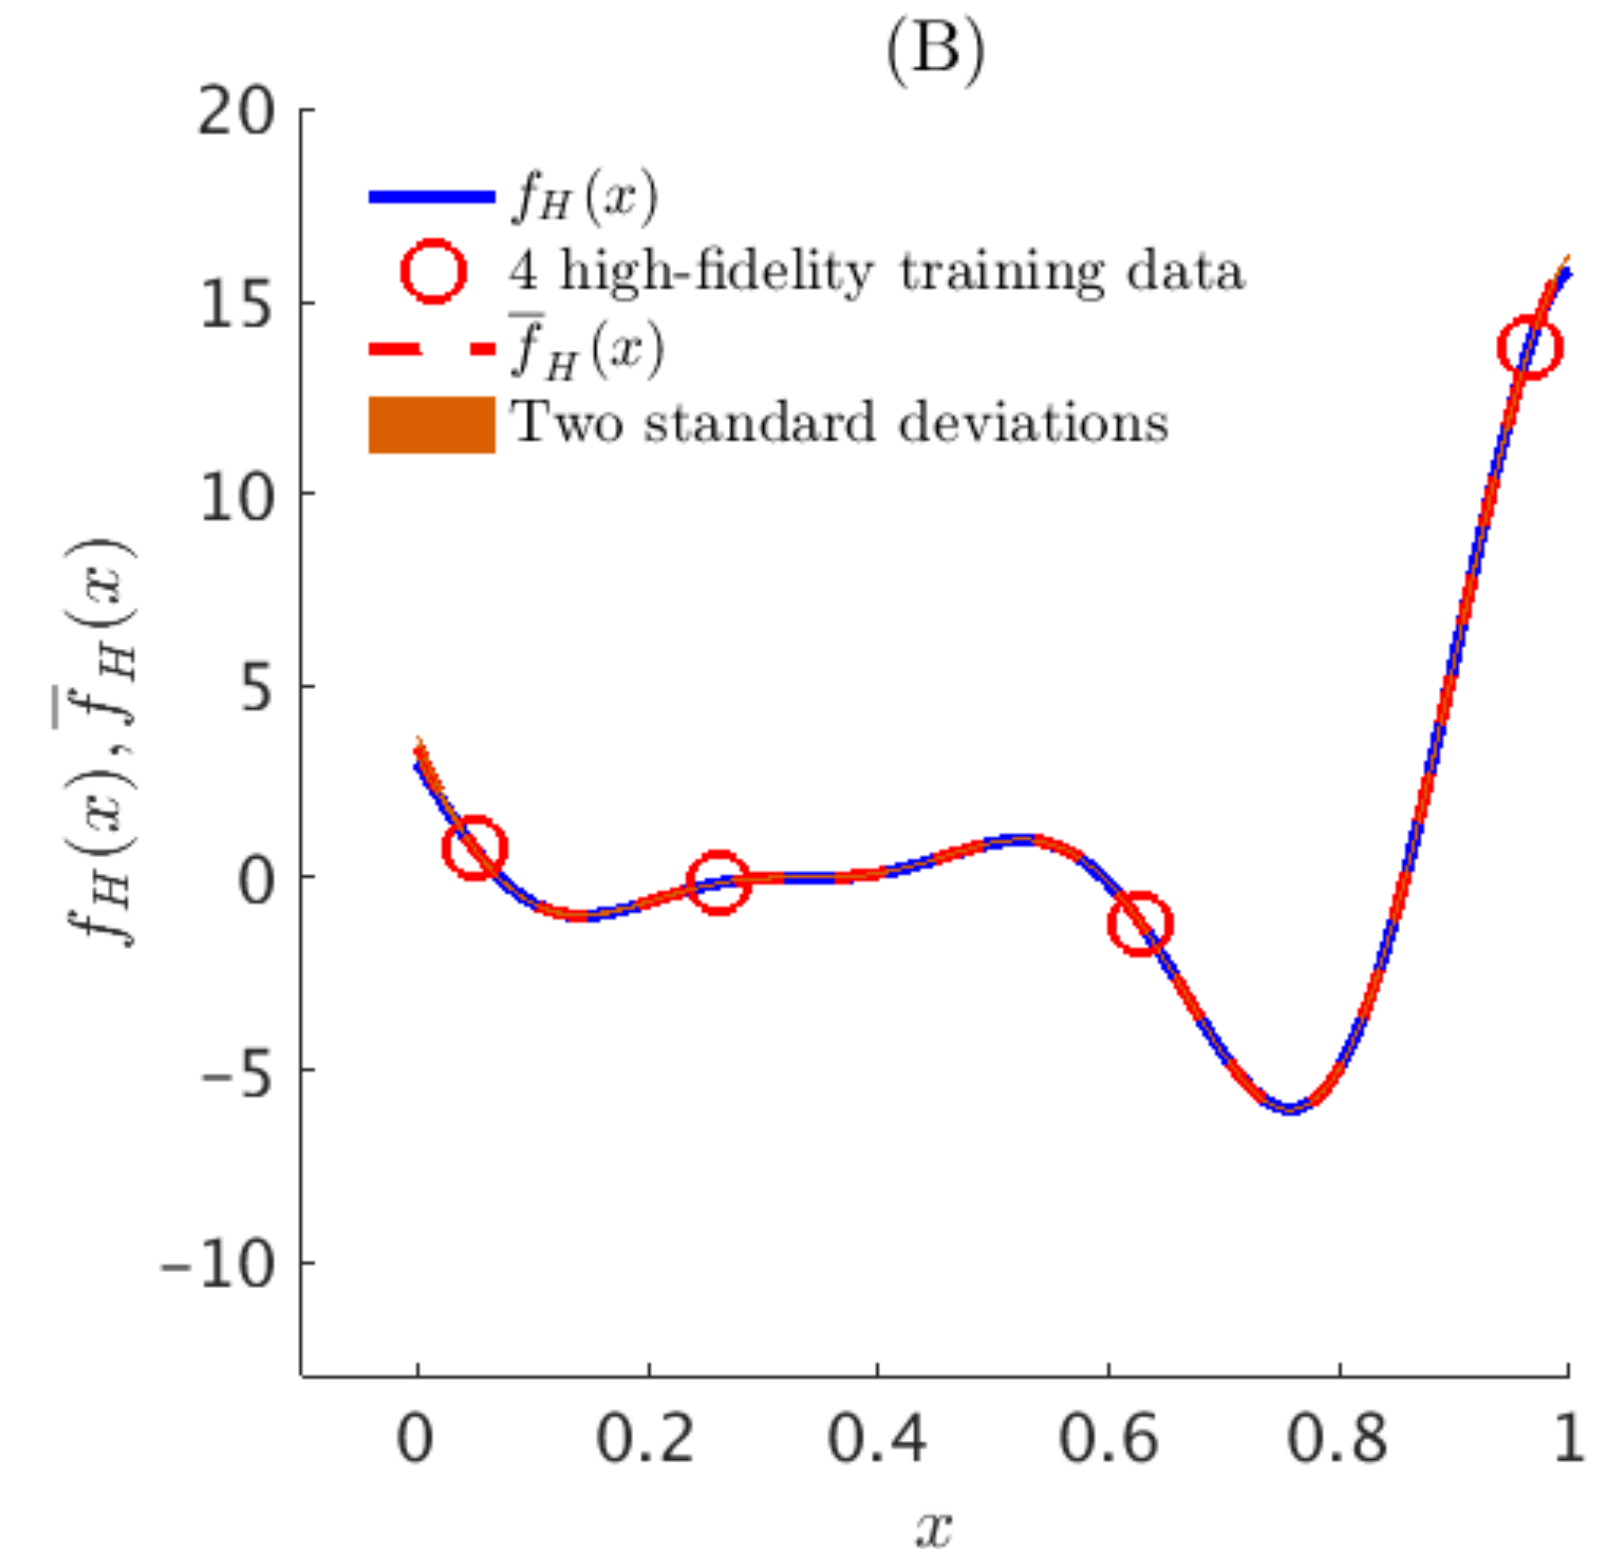 (B)
20
15
10
5
0
−5
−10
f_H(x)
4 high-fidelity training data
f̅_H(x)
Two standard deviations
f_H(x), f̅_H(x)
0 0.2 0.4 0.6 0.8 1
x